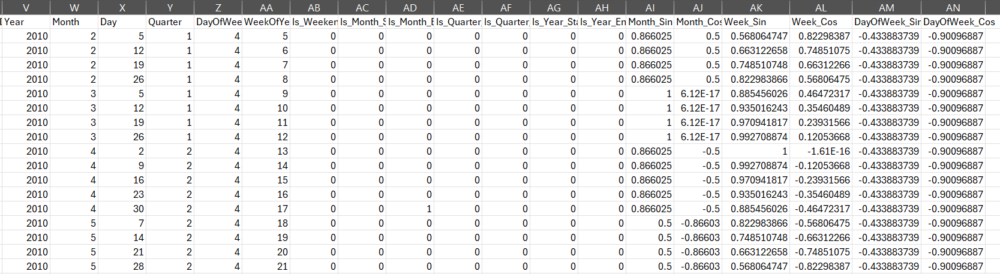 V W X Y Z AA AB AC AD AE AF AG AH AI AJ AK AL AM AN
Year Month Day Quarter DayOfWee WeekOfYe Is_Weeken Is_Month_S Is_Month_E Is_Quarter_ Is_Quarter_ Is_Year_Sta Is_Year_En Month_Sin Month_Cos Week_Sin Week_Cos DayOfWeek_Sin DayOfWeek_Cos
2010 2 5 1 4 5 0 0 0 0 0 0 0 0.866025 0.5 0.568064747 0.82298387 -0.433883739 -0.90096887
2010 2 12 1 4 6 0 0 0 0 0 0 0 0.866025 0.5 0.663122658 0.74851075 -0.433883739 -0.90096887
2010 2 19 1 4 7 0 0 0 0 0 0 0 0.866025 0.5 0.748510748 0.66312266 -0.433883739 -0.90096887
2010 2 26 1 4 8 0 0 0 0 0 0 0 0.866025 0.5 0.822983866 0.56806475 -0.433883739 -0.90096887
2010 3 5 1 4 9 0 0 0 0 0 0 0 1 6.12E-17 0.885456026 0.46472317 -0.433883739 -0.90096887
2010 3 12 1 4 10 0 0 0 0 0 0 0 1 6.12E-17 0.935016243 0.35460489 -0.433883739 -0.90096887
2010 3 19 1 4 11 0 0 0 0 0 0 0 1 6.12E-17 0.970941817 0.23931566 -0.433883739 -0.90096887
2010 3 26 1 4 12 0 0 0 0 0 0 0 1 6.12E-17 0.992708874 0.12053668 -0.433883739 -0.90096887
2010 4 2 2 4 13 0 0 0 0 0 0 0 0.866025 -0.5 1 -1.61E-16 -0.433883739 -0.90096887
2010 4 9 2 4 14 0 0 0 0 0 0 0 0.866025 -0.5 0.992708874 -0.12053668 -0.433883739 -0.90096887
2010 4 16 2 4 15 0 0 0 0 0 0 0 0.866025 -0.5 0.970941817 -0.23931566 -0.433883739 -0.90096887
2010 4 23 2 4 16 0 0 0 0 0 0 0 0.866025 -0.5 0.935016243 -0.35460489 -0.433883739 -0.90096887
2010 4 30 2 4 17 0 0 1 0 0 0 0 0.866025 -0.5 0.885456026 -0.46472317 -0.433883739 -0.90096887
2010 5 7 2 4 18 0 0 0 0 0 0 0 0.5 -0.86603 0.822983866 -0.56806475 -0.433883739 -0.90096887
2010 5 14 2 4 19 0 0 0 0 0 0 0 0.5 -0.86603 0.748510748 -0.66312266 -0.433883739 -0.90096887
2010 5 21 2 4 20 0 0 0 0 0 0 0 0.5 -0.86603 0.663122658 -0.74851075 -0.433883739 -0.90096887
2010 5 28 2 4 21 0 0 0 0 0 0 0 0.5 -0.86603 0.568064747 -0.82298387 -0.433883739 -0.90096887